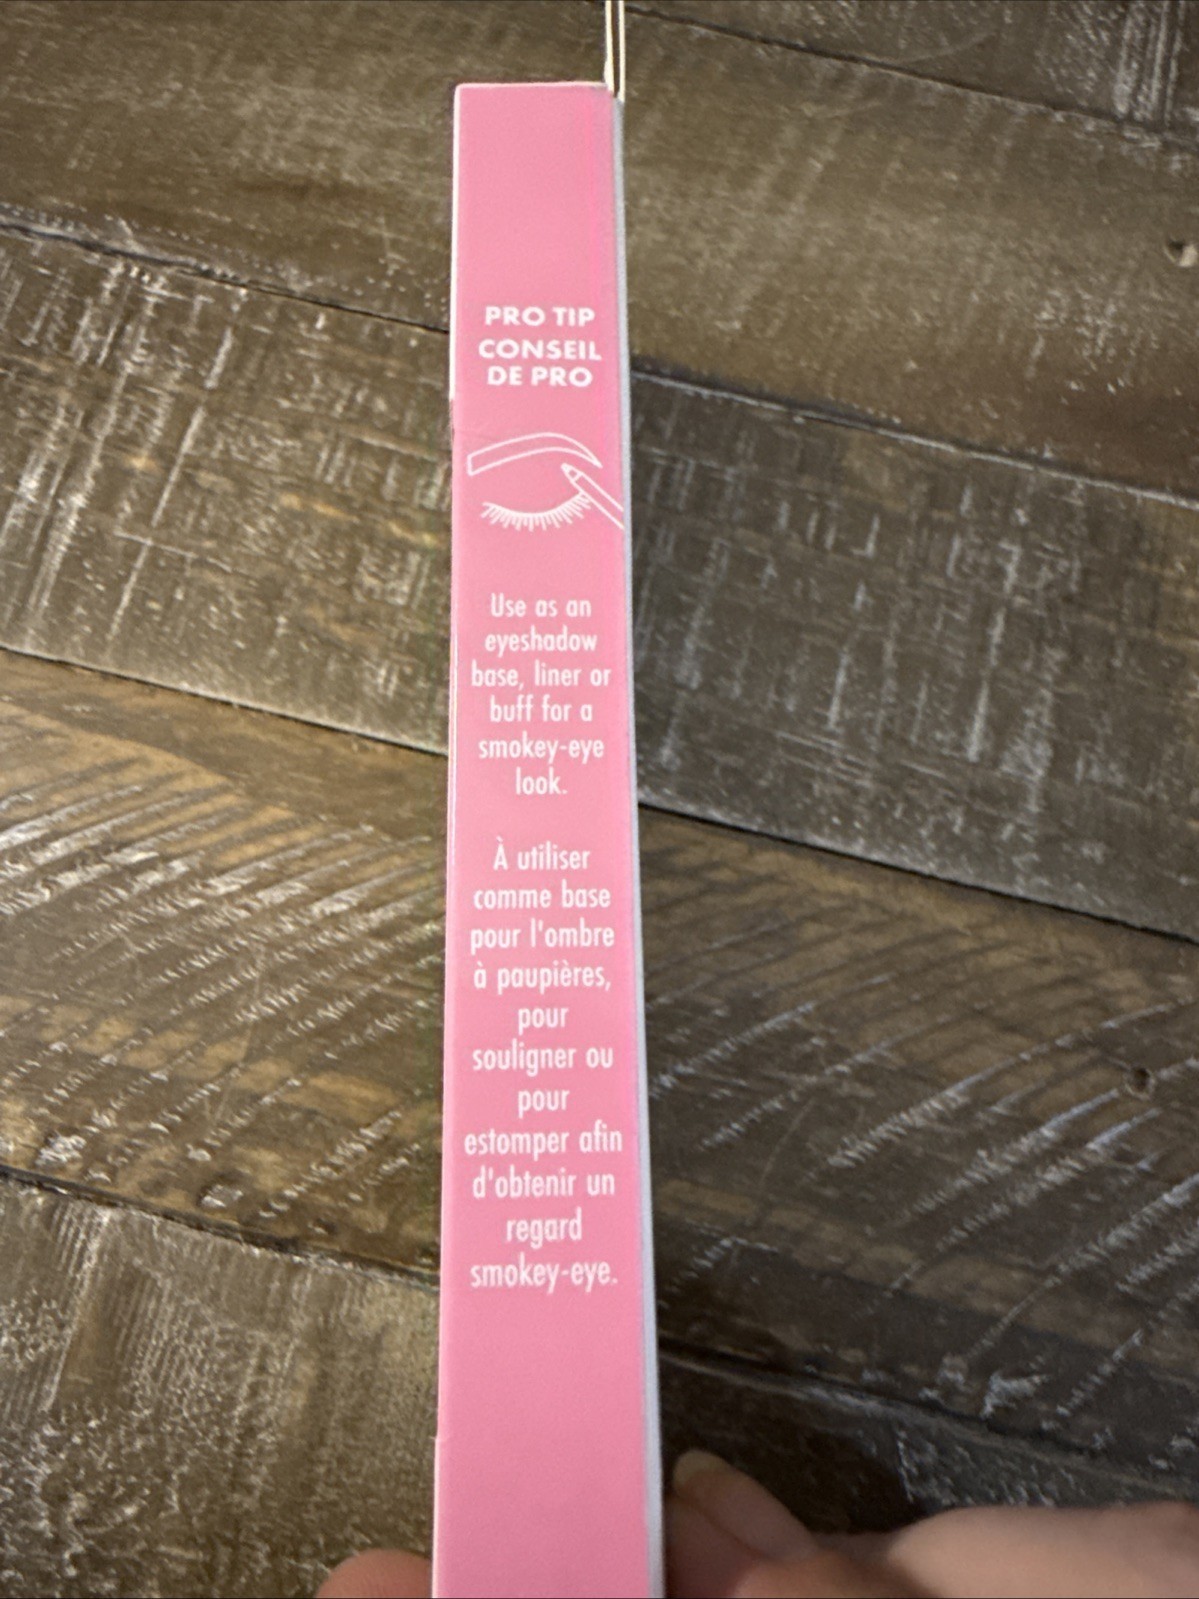 PRO TIP
CONSEIL
DE PRO
Use as an
eyeshadow
base, liner or
buff for a
smokey-eye
look.
À utiliser
comme base
pour l'ombre
à paupières,
pour
souligner ou
pour
estomper afin
d'obtenir un
regard
smokey-eye.